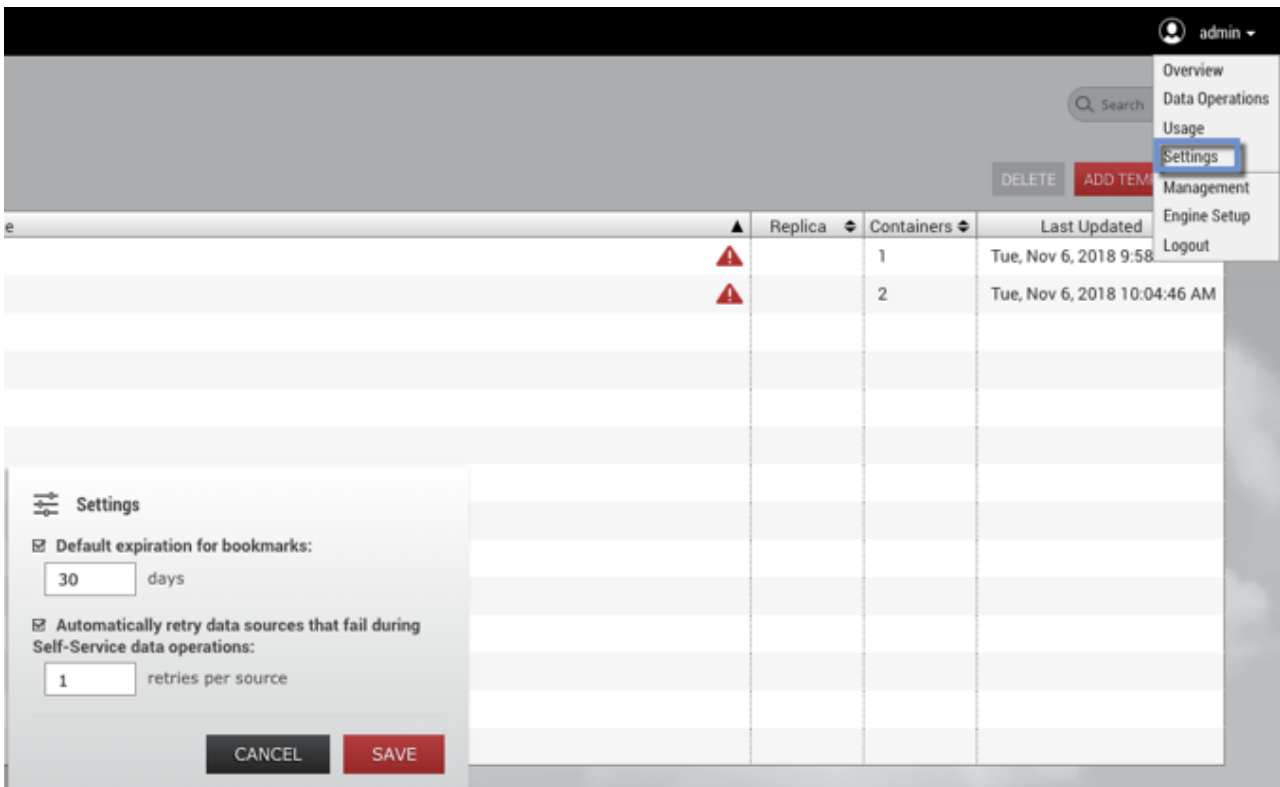 admin
Overview
Search
Data Operations
Usage
Settings
DELETE
ADD TEM
Management
Engine Setup
Logout
e
Replica
Containers
Last Updated
1
Tue, Nov 6, 2018 9:58
2
Tue, Nov 6, 2018 10:04:46 AM
Settings
Default expiration for bookmarks:
30 days
Automatically retry data sources that fail during
Self-Service data operations:
1 retries per source
CANCEL
SAVE